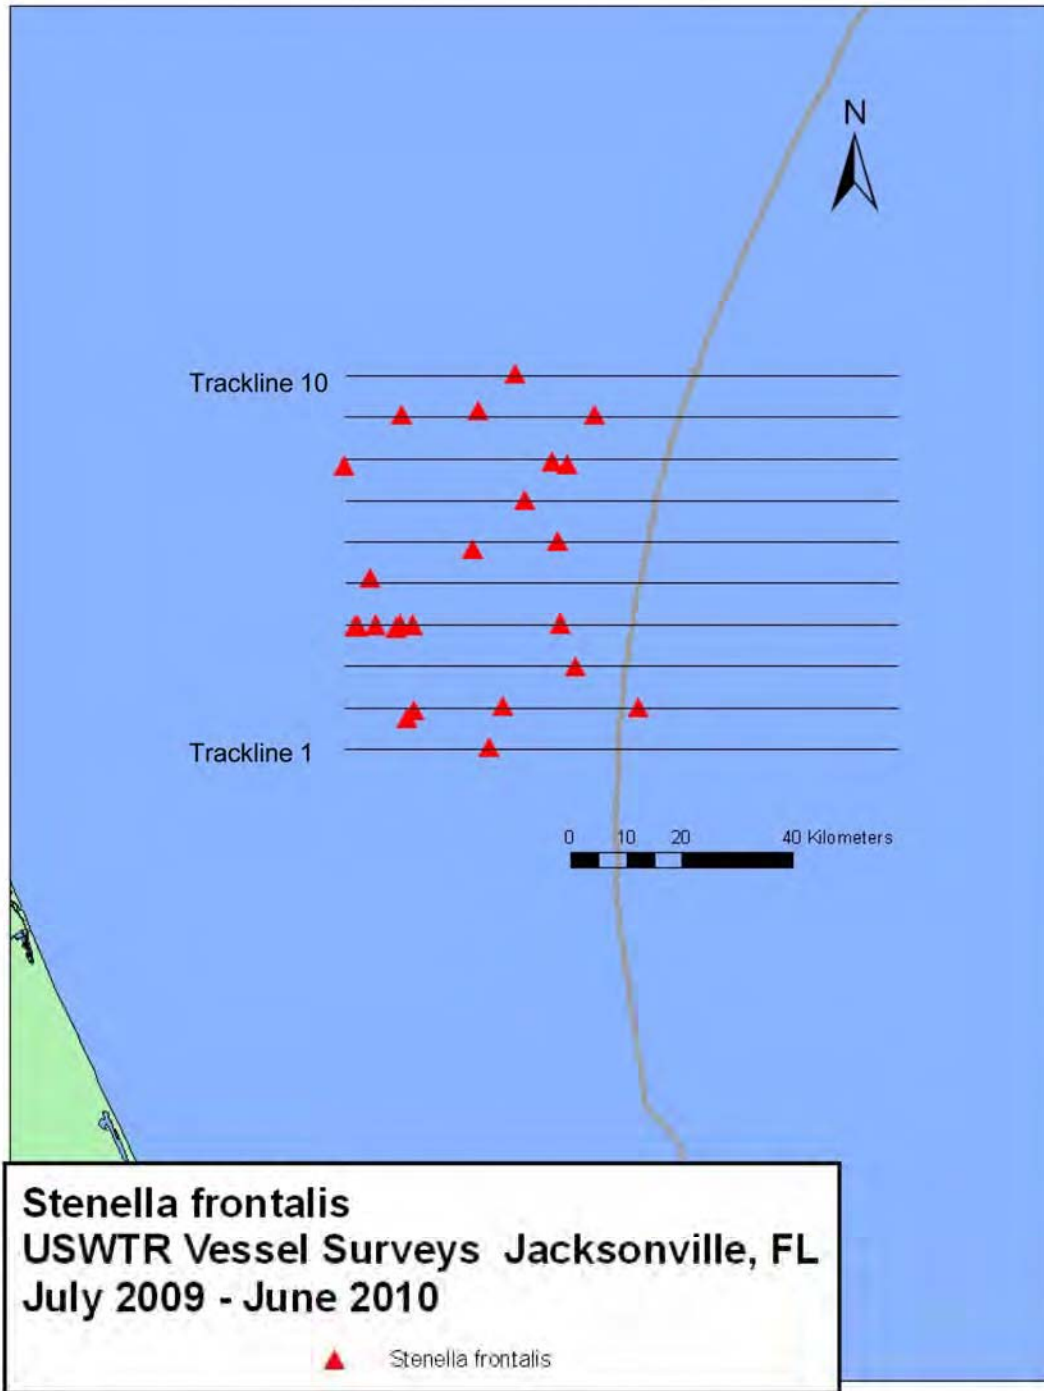 N
Trackline 10
Trackline 1
0 10 20 40 Kilometers
Stenella frontalis
USWTR Vessel Surveys Jacksonville, FL
July 2009 - June 2010
Stenella frontalis